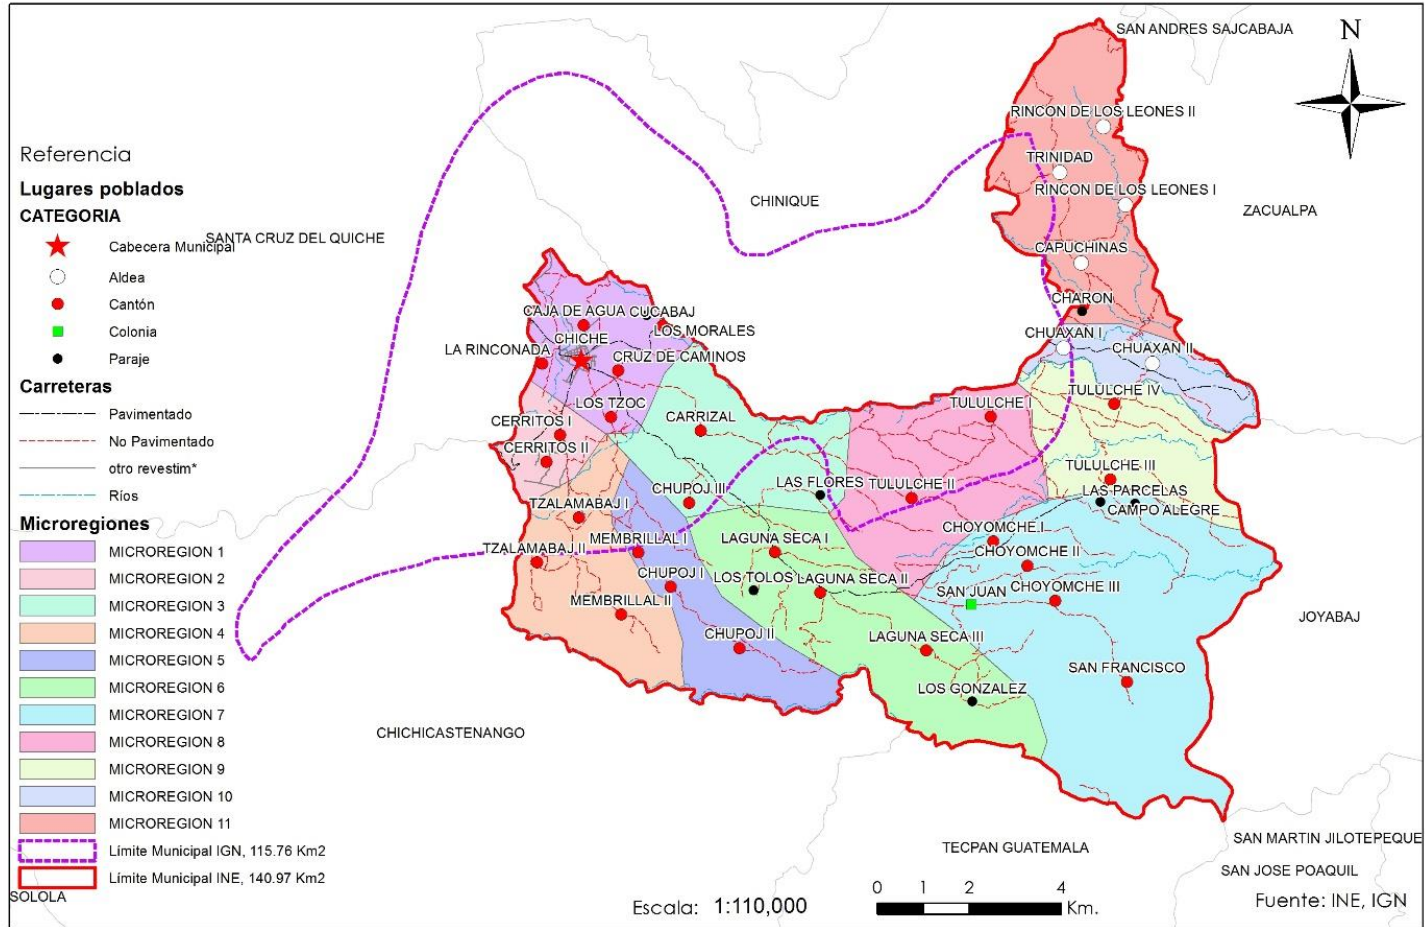 SAN ANDRES SAJCABAJA
N
RINCON DE LOS LEONES II
TRINIDAD
RINCON DE LOS LEONES I
CHINIQUE
ZACUALPA
SANTA CRUZ DEL QUICHE
CAPUCHINAS
CHARON
CHUAXAN I
CHUAXAN II
CAJA DE AGUA
CUCABAJ
LOS MORALES
CHICHE
LA RINCONADA
CRUZ DE CAMINOS
TULULCHE IV
TULULCHE I
LOS TZOC
CARRIZAL
CERRITOS I
CERRITOS II
TULULCHE III
LAS FLORES
TULULCHE II
CHUPOJ III
LAS PARCELAS
CAMPO ALEGRE
TZALAMABAJ I
CHOYOMCHE I
MEMBRILLAL I
LAGUNA SECA I
TZALAMABAJ II
CHOYOMCHE II
CHUPOJ I
LOS TOLOS
LAGUNA SECA II
SAN JUAN
CHOYOMCHE III
MEMBRILLAL II
JOYABAJ
CHUPOJ II
LAGUNA SECA III
SAN FRANCISCO
LOS GONZALEZ
CHICHICASTENANGO
TECPAN GUATEMALA
SAN MARTIN JILOTEPEQUE
SAN JOSE POAQUIL
SOLOLA
Referencia
Lugares poblados
CATEGORIA
Cabecera Municipal
Aldea
Cantón
Colonia
Paraje
Carreteras
Pavimentado
No Pavimentado
otro revestim*
Ríos
Microregiones
MICROREGION 1
MICROREGION 2
MICROREGION 3
MICROREGION 4
MICROREGION 5
MICROREGION 6
MICROREGION 7
MICROREGION 8
MICROREGION 9
MICROREGION 10
MICROREGION 11
Límite Municipal IGN, 115.76 Km2
Límite Municipal INE, 140.97 Km2
Escala: 1:110,000
0 1 2 4
Km.
Fuente: INE, IGN